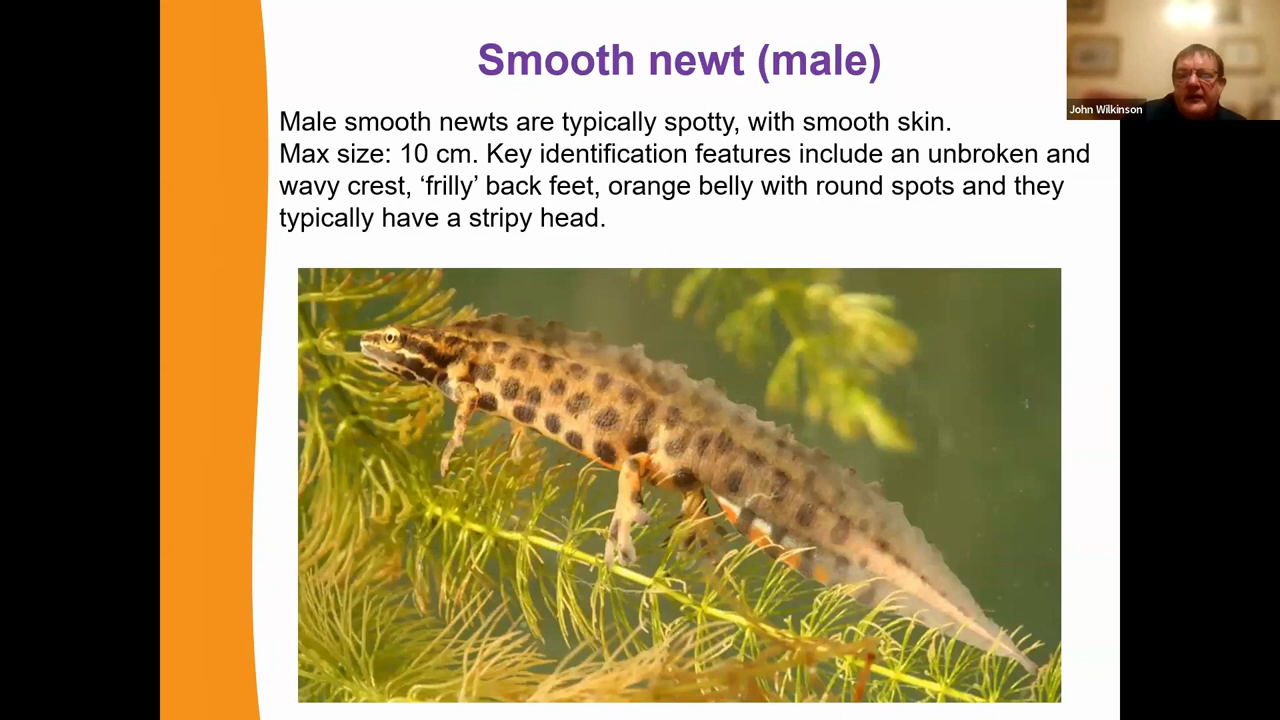 Smooth newt (male)
John Wilkinson
Male smooth newts are typically spotty, with smooth skin.
Max size: 10 cm. Key identification features include an unbroken and
wavy crest, ‘frilly’ back feet, orange belly with round spots and they
typically have a stripy head.